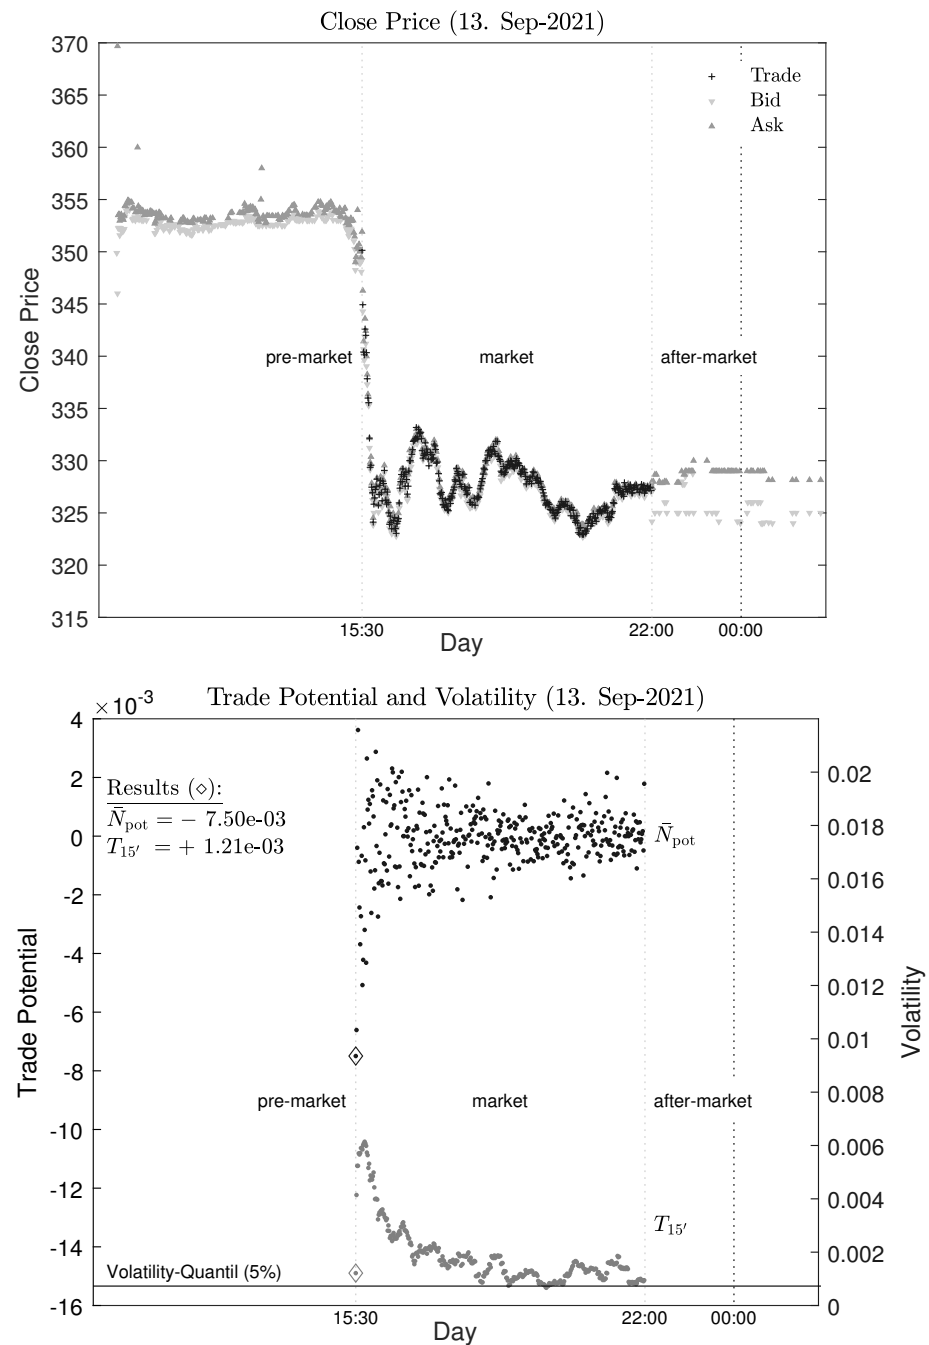 Close Price (13. Sep-2021)
370
365
360
355
350
345
340
335
330
325
320
315
Close Price
Trade
Bid
Ask
pre-market
market
after-market
15:30
22:00
00:00
Day
Trade Potential and Volatility (13. Sep-2021)
×10⁻³
4
2
0
-2
-4
-6
-8
-10
-12
-14
-16
Trade Potential
Results (⋄):
N̄pot = − 7.50e-03
T15′ = + 1.21e-03
N̄pot
pre-market
market
after-market
T15′
Volatility-Quantil (5%)
0.02
0.018
0.016
0.014
0.012
0.01
0.008
0.006
0.004
0.002
0
Volatility
15:30
22:00
00:00
Day